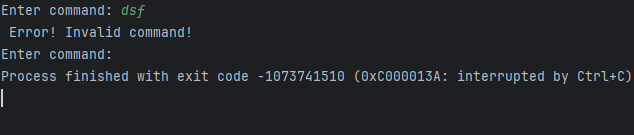 Enter command: dsf
 Error! Invalid command!
Enter command:
Process finished with exit code -1073741510 (0xC000013A: interrupted by Ctrl+C)